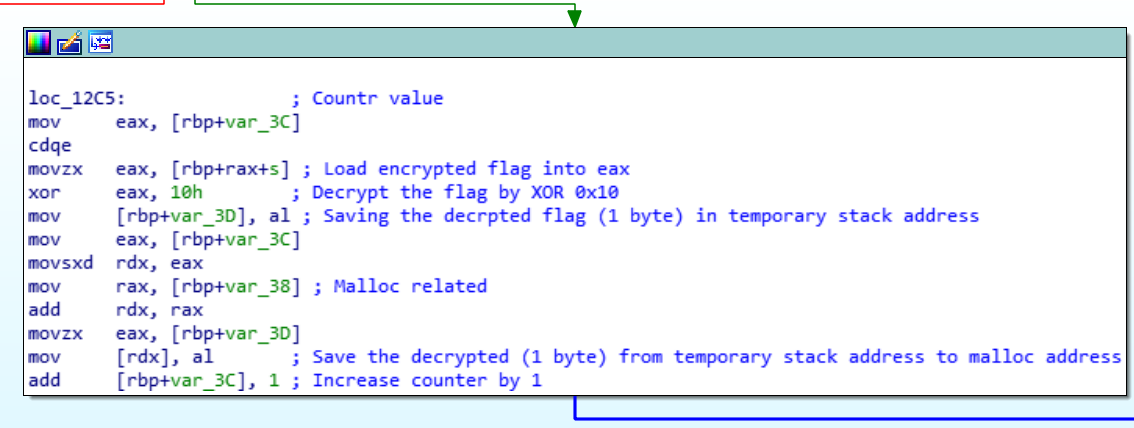 loc_12C5: ; Countr value
mov eax, [rbp+var_3C]
cdqe
movzx eax, [rbp+rax+s] ; Load encrypted flag into eax
xor eax, 10h ; Decrypt the flag by XOR 0x10
mov [rbp+var_3D], al ; Saving the decrpted flag (1 byte) in temporary stack address
mov eax, [rbp+var_3C]
movsxd rdx, eax
mov rax, [rbp+var_38] ; Malloc related
add rdx, rax
movzx eax, [rbp+var_3D]
mov [rdx], al ; Save the decrypted (1 byte) from temporary stack address to malloc address
add [rbp+var_3C], 1 ; Increase counter by 1